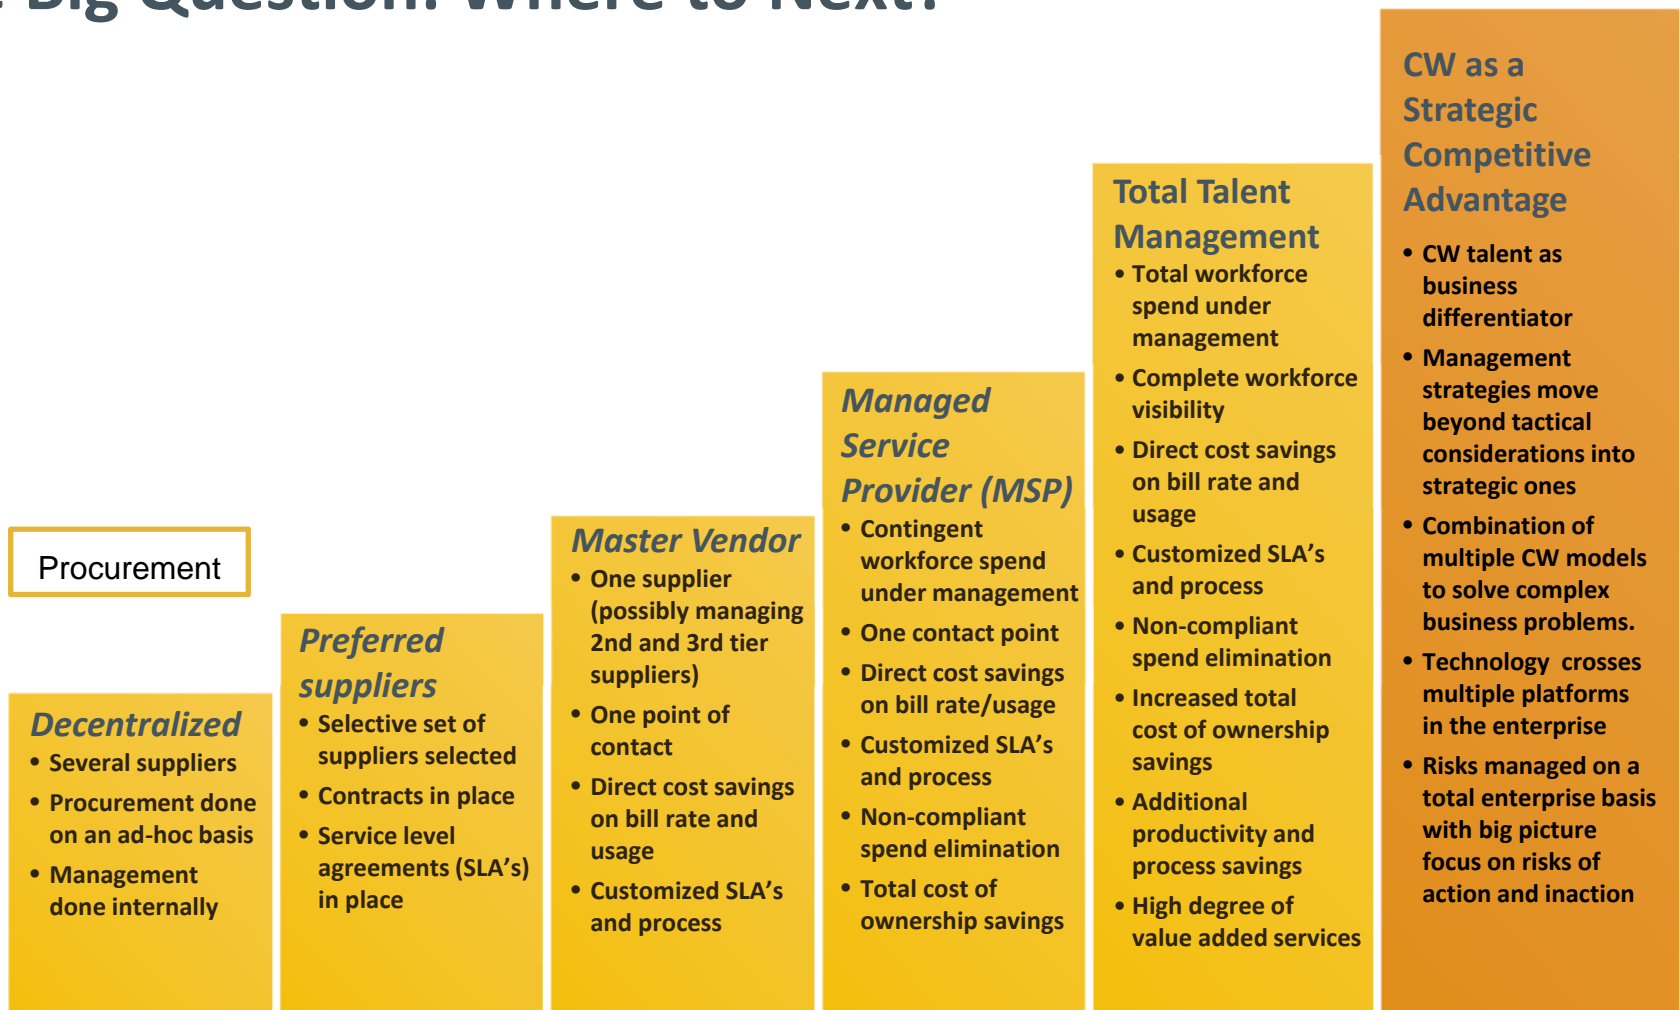 Big Question: Where to Next?
Procurement
Decentralized
• Several suppliers
• Procurement done
on an ad-hoc basis
• Management
done internally
Preferred
suppliers
• Selective set of
suppliers selected
• Contracts in place
• Service level
agreements (SLA's)
in place
Master Vendor
• One supplier
(possibly managing
2nd and 3rd tier
suppliers)
• One point of
contact
• Direct cost savings
on bill rate and
usage
• Customized SLA's
and process
Managed
Service
Provider (MSP)
• Contingent
workforce spend
under management
• One contact point
• Direct cost savings
on bill rate/usage
• Customized SLA's
and process
• Non-compliant
spend elimination
• Total cost of
ownership savings
Total Talent
Management
• Total workforce
spend under
management
• Complete workforce
visibility
• Direct cost savings
on bill rate and
usage
• Customized SLA's
and process
• Non-compliant
spend elimination
• Increased total
cost of ownership
savings
• Additional
productivity and
process savings
• High degree of
value added services
CW as a
Strategic
Competitive
Advantage
• CW talent as
business
differentiator
• Management
strategies move
beyond tactical
considerations into
strategic ones
• Combination of
multiple CW models
to solve complex
business problems.
• Technology crosses
multiple platforms
in the enterprise
• Risks managed on a
total enterprise basis
with big picture
focus on risks of
action and inaction